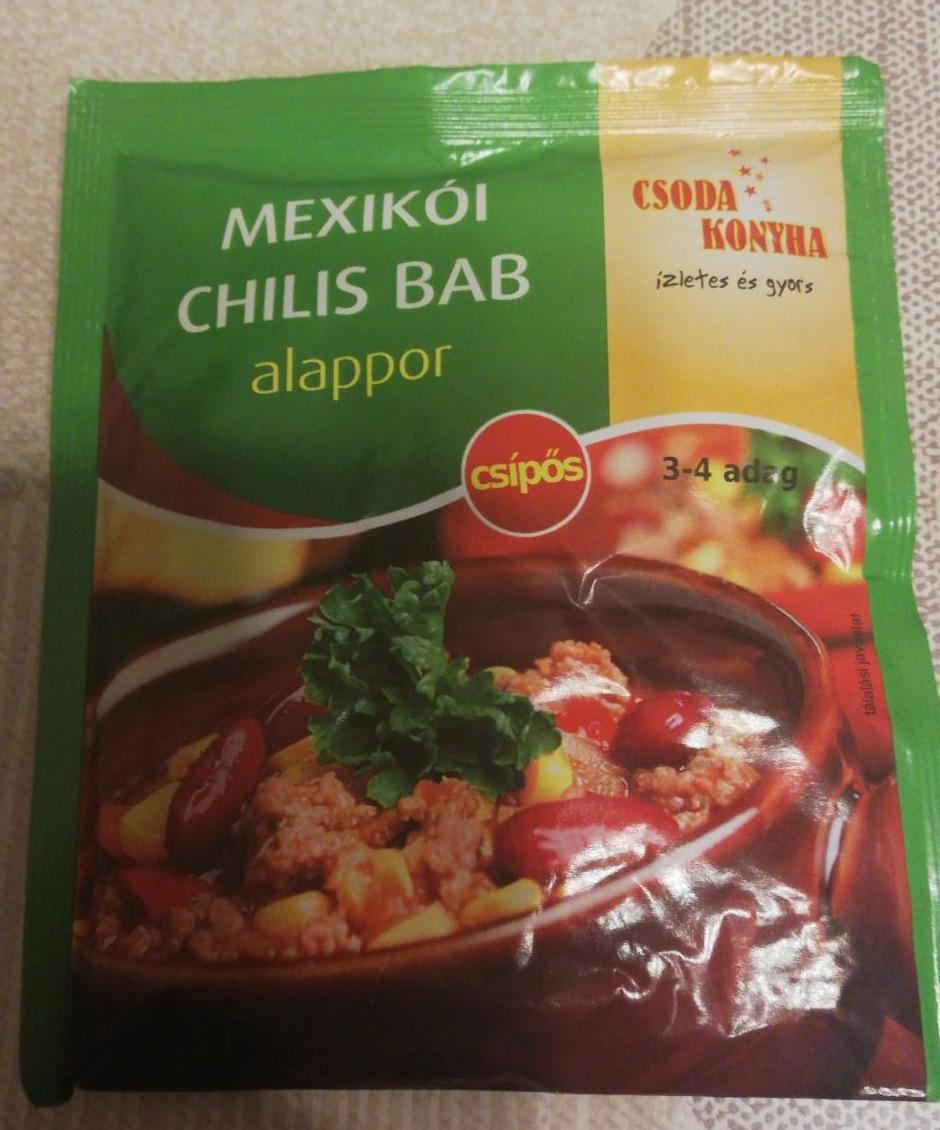 MEXIKÓI
CHILIS BAB
alappor
CSODA
KONYHA
ízletes és gyors
csípős
3-4 adag
tálalási javaslat